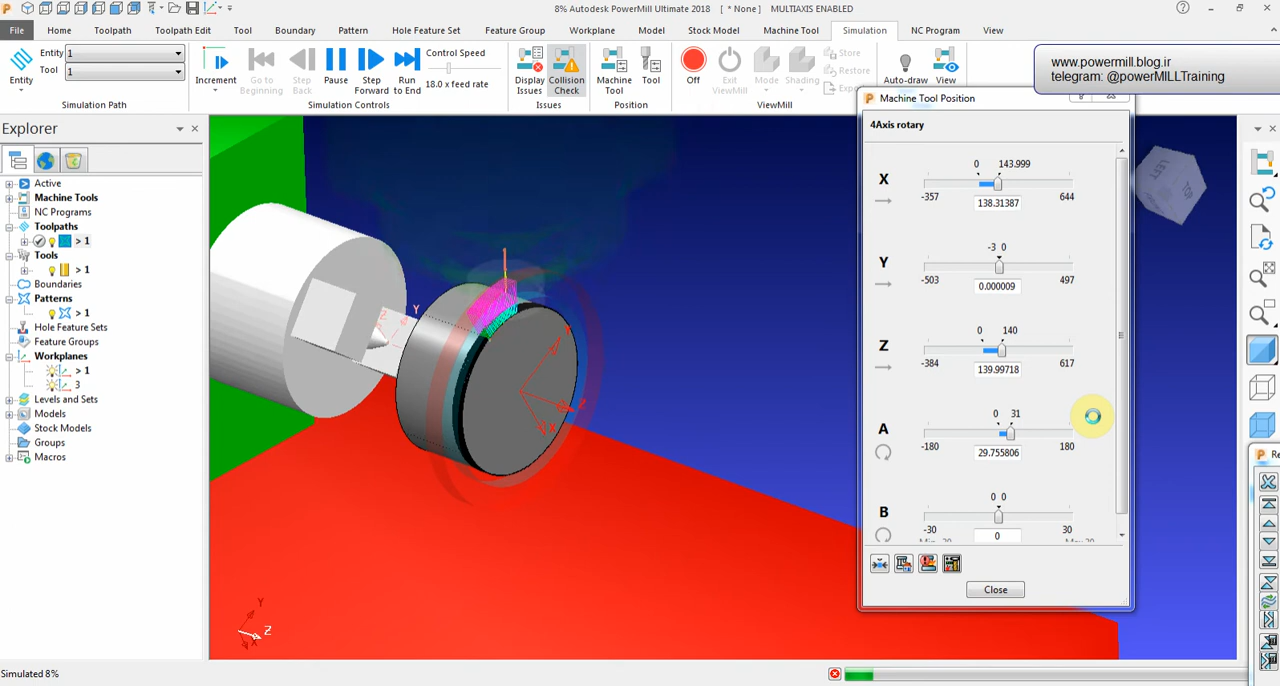 8% Autodesk PowerMill Ultimate 2018 [ * None ] MULTIAXIS ENABLED
File Home Toolpath Toolpath Edit Tool Boundary Pattern Hole Feature Set Feature Group Workplane Model Stock Model Machine Tool Simulation NC Program View
Entity
Entity 1
Tool 1
Simulation Path
Increment
Go to Beginning
Step Back
Pause
Step Forward
Run to End
Control Speed
18.0 x feed rate
Simulation Controls
Display Issues
Collision Check
Issues
Machine Tool
Tool
Position
Off
Exit ViewMill
Mode
Shading
Store
Restore
ViewMill
Auto-draw
View
www.powermill.blog.ir
telegram: @powerMILLTraining
Explorer
Active
Machine Tools
NC Programs
Toolpaths
> 1
Tools
> 1
Boundaries
Patterns
> 1
Hole Feature Sets
Feature Groups
Workplanes
> 1
3
Levels and Sets
Models
Stock Models
Groups
Macros
Machine Tool Position
4Axis rotary
0 143.999
X
-357 644
138.31387
-3 0
Y
-503 497
0.000009
0 140
Z
-384 617
139.99718
0 31
A
-180 180
29.755806
0 0
B
-30 30
0
Close
LEFT
TOP
Y
Z
X
Simulated 8%